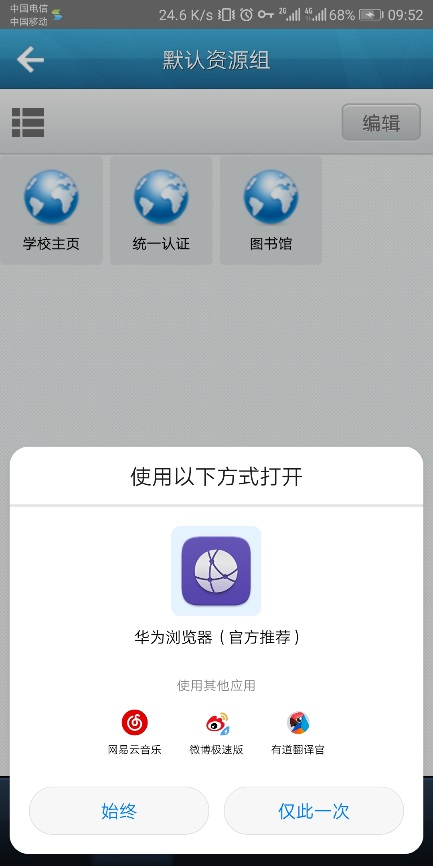 中国电信
中国移动
24.6 K/s 2G 4G 68% 09:52
默认资源组
编辑
学校主页 统一认证 图书馆
使用以下方式打开
华为浏览器（官方推荐）
使用其他应用
网易云音乐 微博极速版 有道翻译官
始终 仅此一次